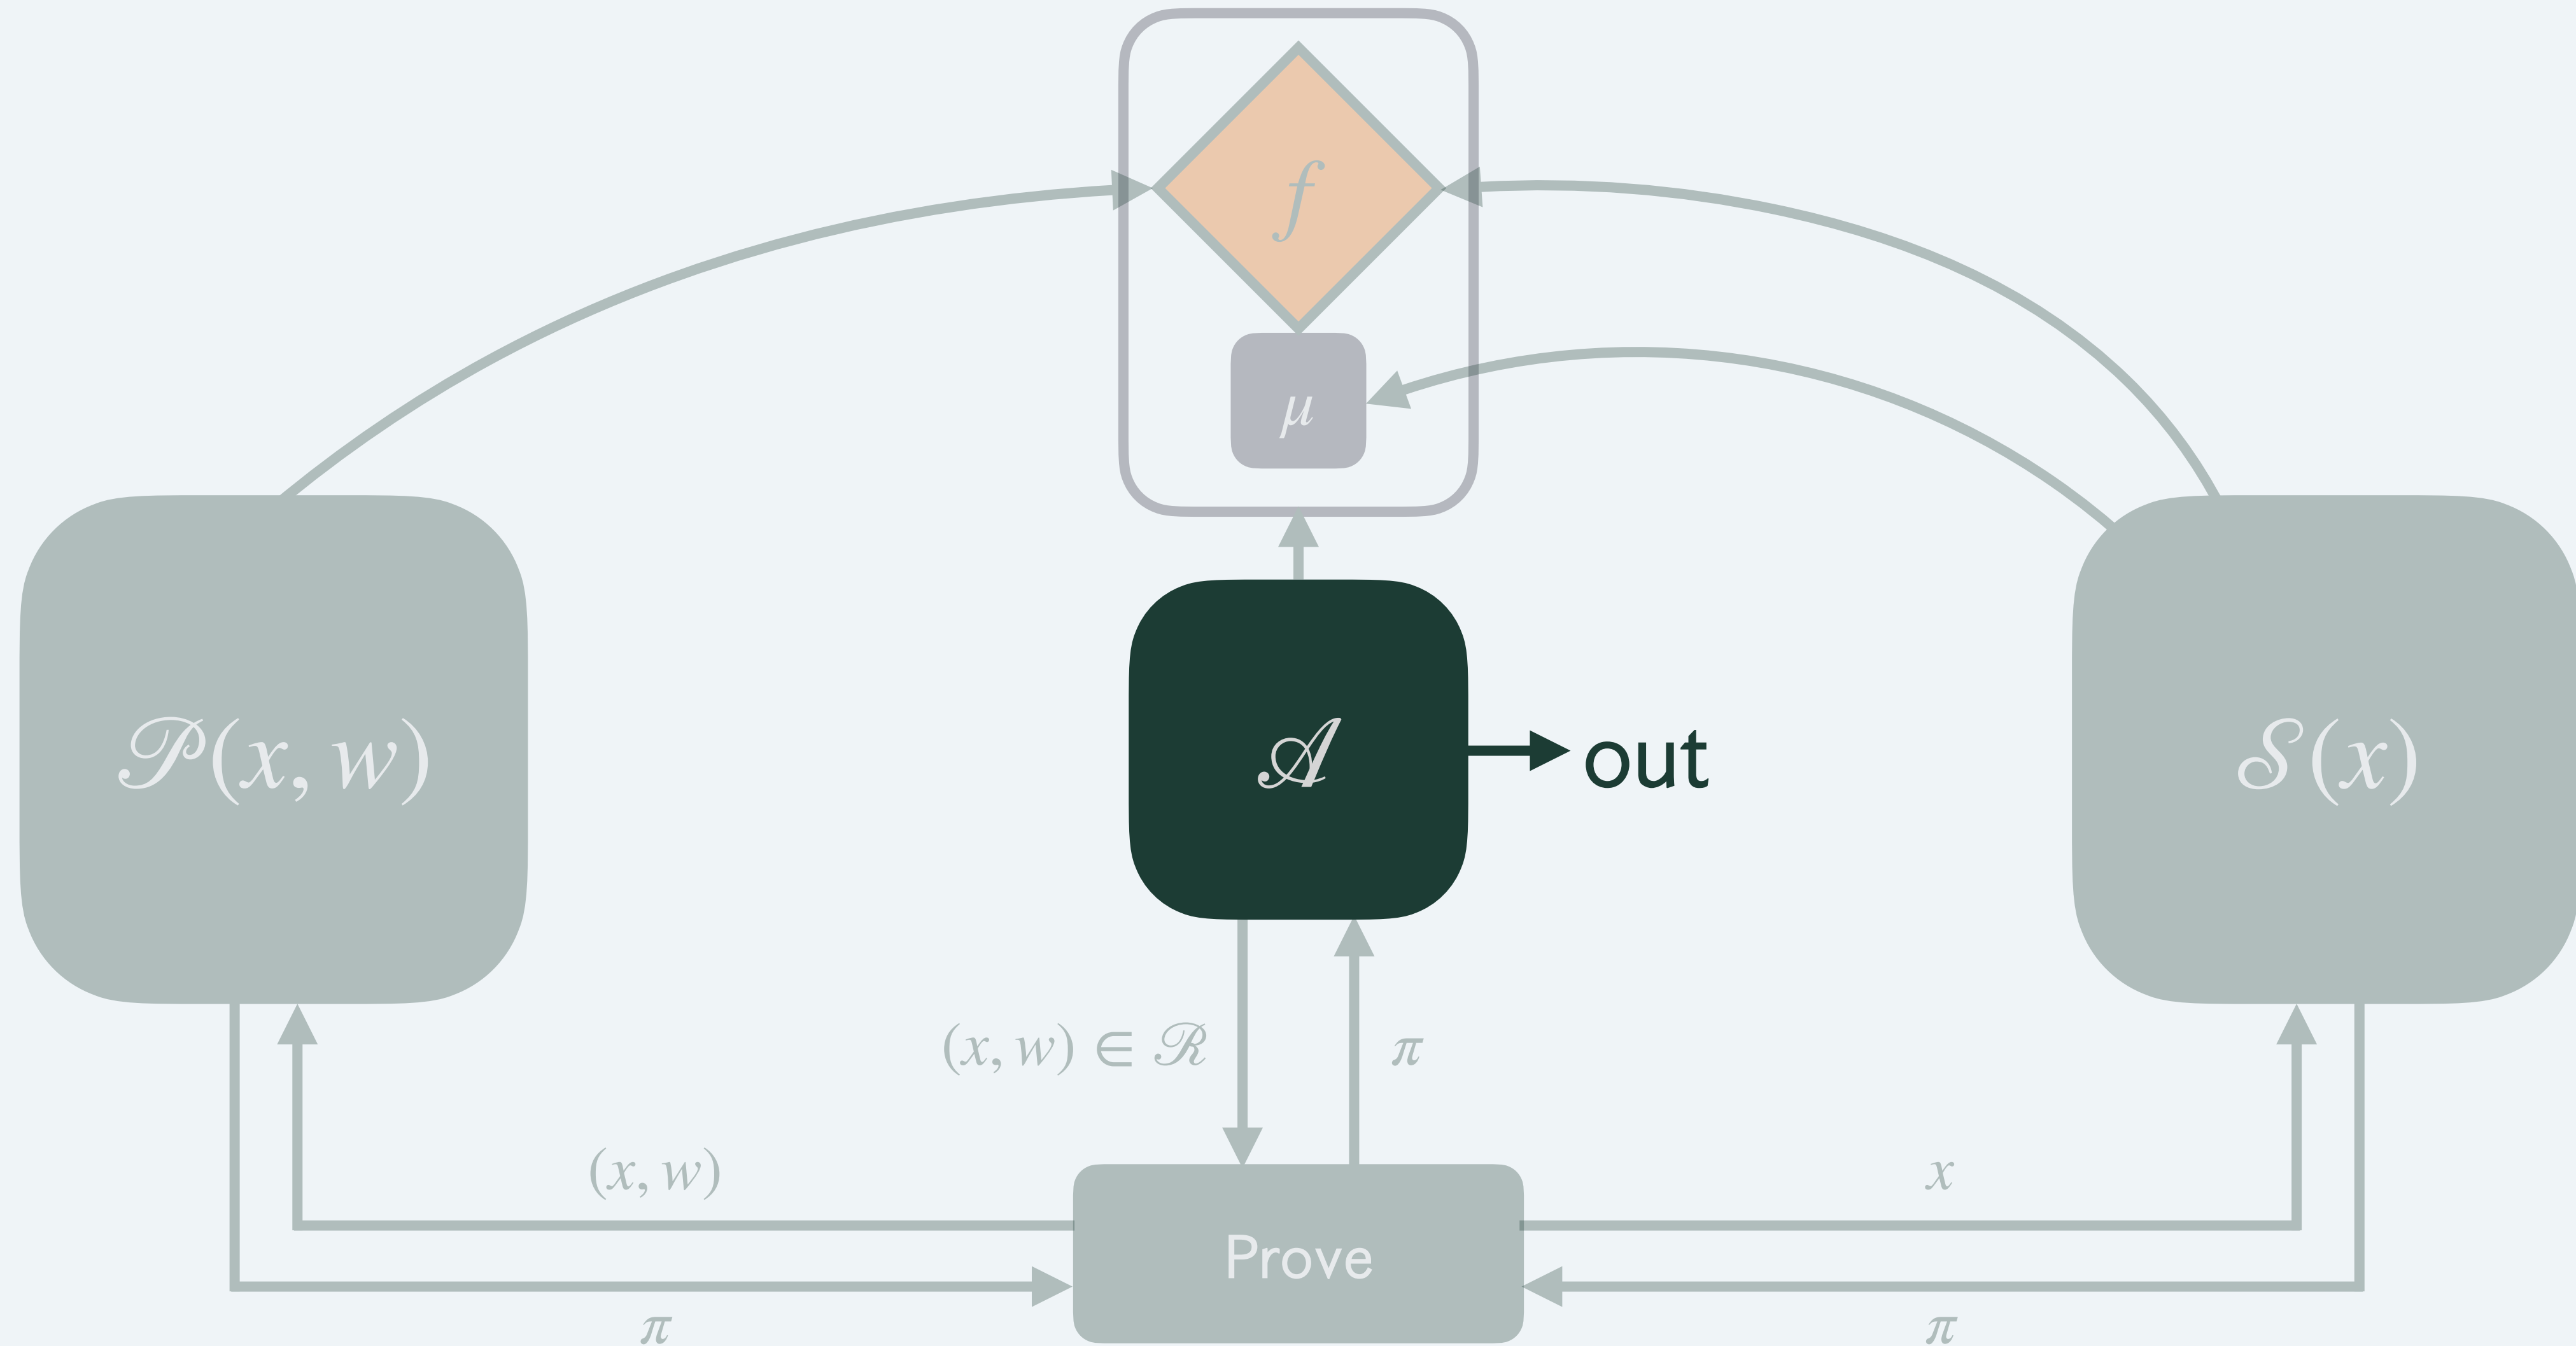 f
μ
𝒫(x, w)
𝒜
out
𝒮(x)
(x, w) ∈ ℛ
π
(x, w)
x
Prove
π
π